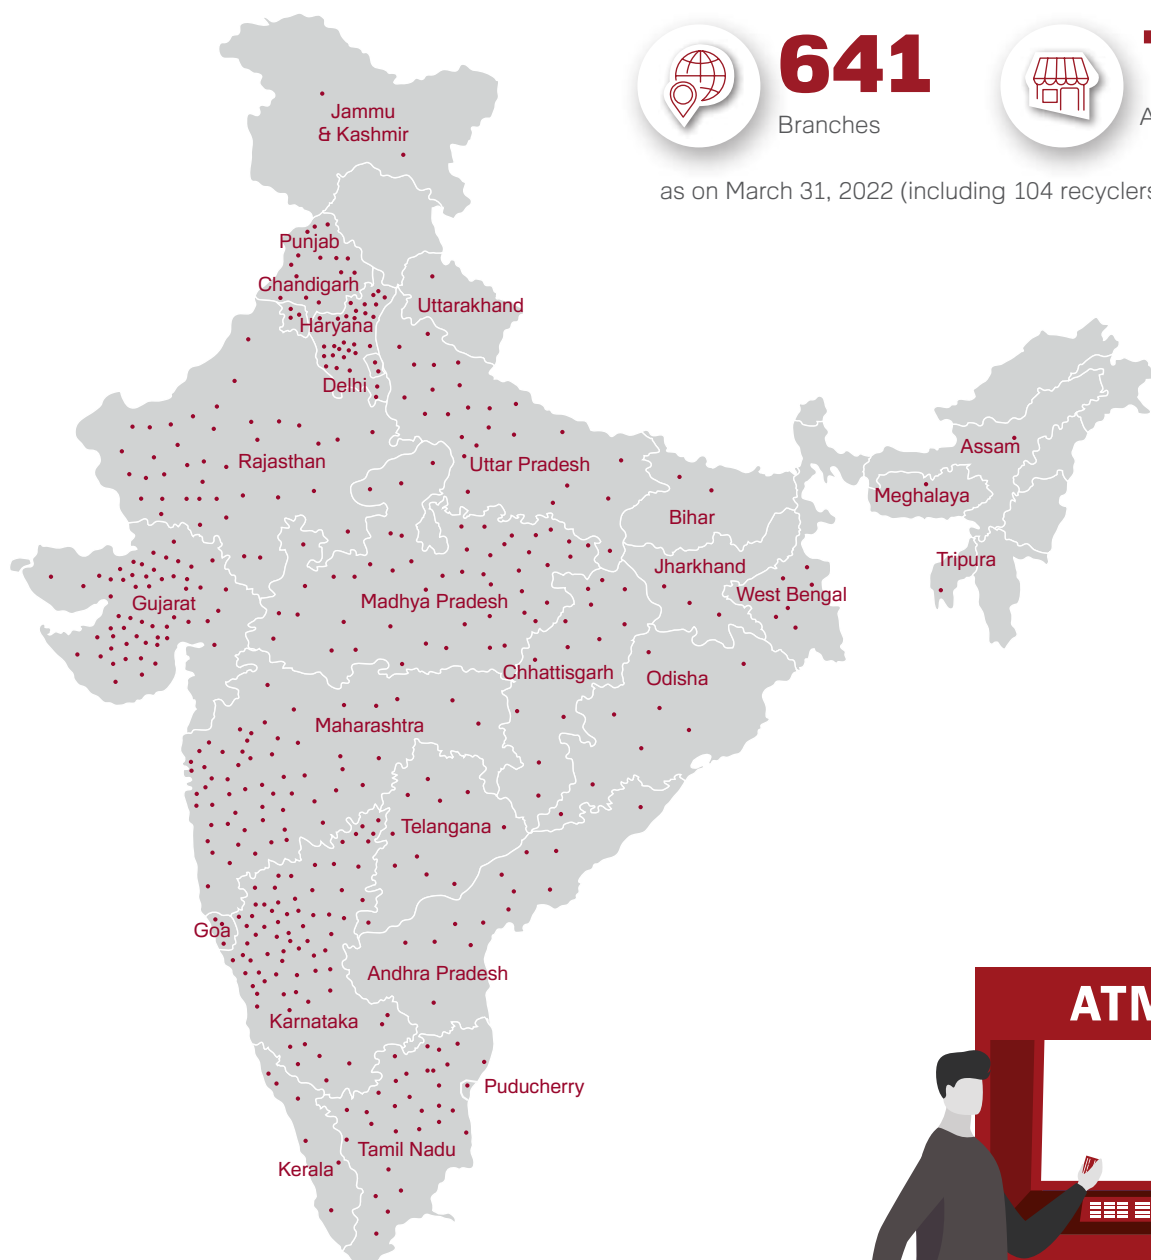 641
Branches
as on March 31, 2022 (including 104 recyclers
Jammu
& Kashmir
Punjab
Chandigarh
Uttarakhand
Haryana
Delhi
Rajasthan
Uttar Pradesh
Assam
Meghalaya
Bihar
Tripura
Jharkhand
West Bengal
Gujarat
Madhya Pradesh
Chhattisgarh
Odisha
Maharashtra
Telangana
Goa
Andhra Pradesh
Karnataka
Puducherry
Tamil Nadu
Kerala
ATM